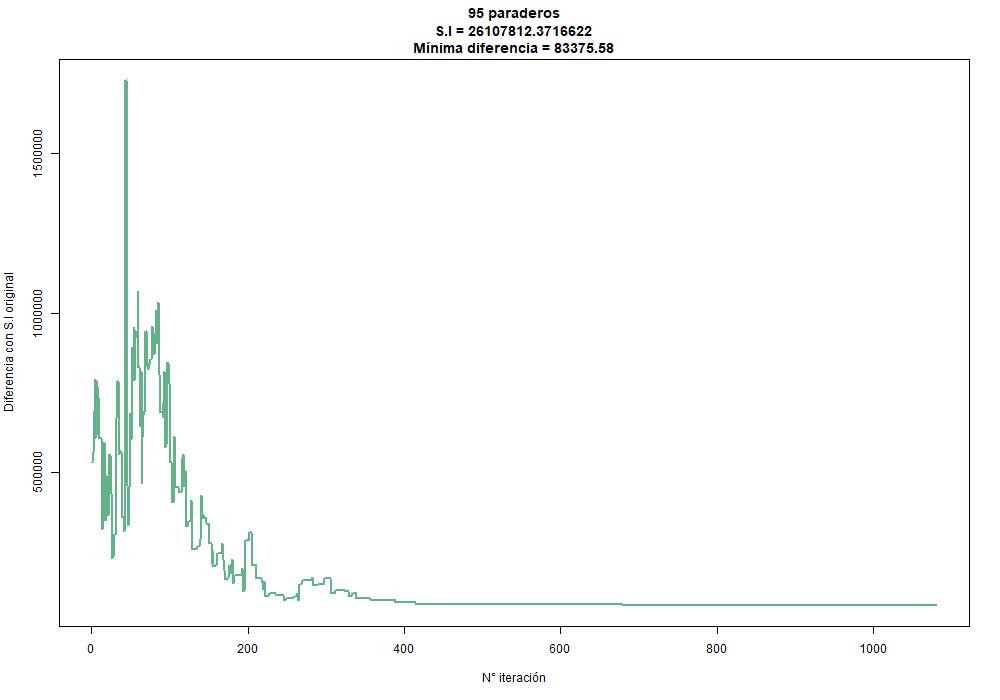 95 paraderos
S.I = 26107812.3716622
Mínima diferencia = 83375.58
Diferencia con S.I original
1500000
1000000
500000
0
200
400
600
800
1000
N° iteración